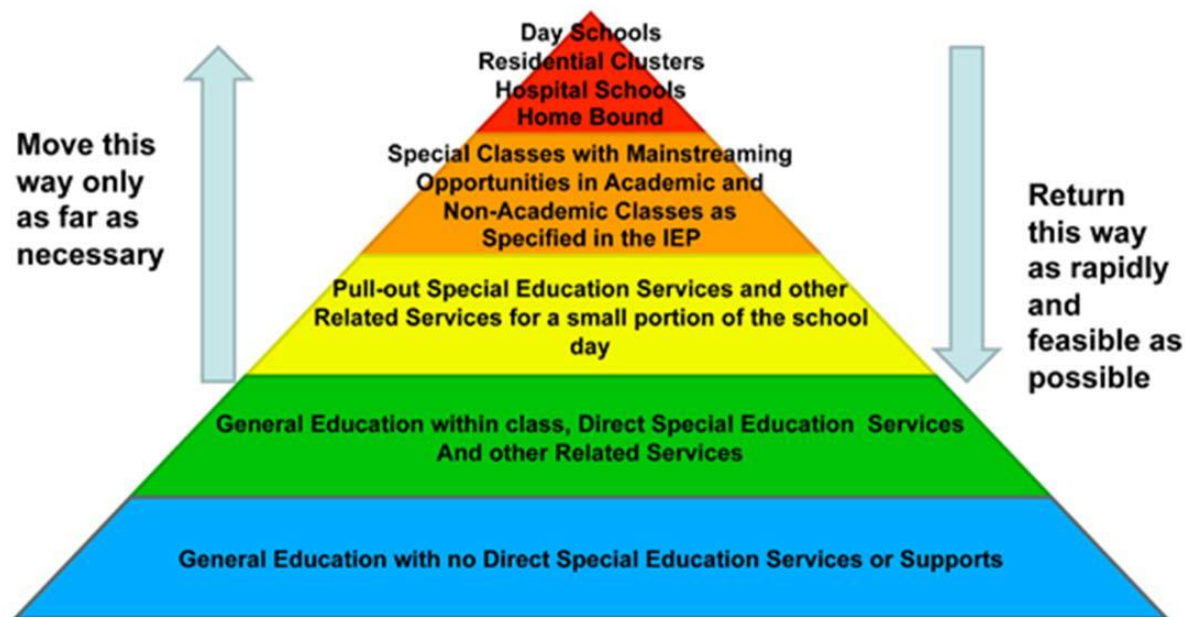 Day Schools
Residential Clusters
Hospital Schools
Home Bound
Move this
way only
as far as
necessary
Special Classes with Mainstreaming
Opportunities in Academic and
Non-Academic Classes as
Specified in the IEP
Return
this way
as rapidly
and
feasible as
possible
Pull-out Special Education Services and other
Related Services for a small portion of the school
day
General Education within class, Direct Special Education  Services
And other Related Services
General Education with no Direct Special Education Services or Supports